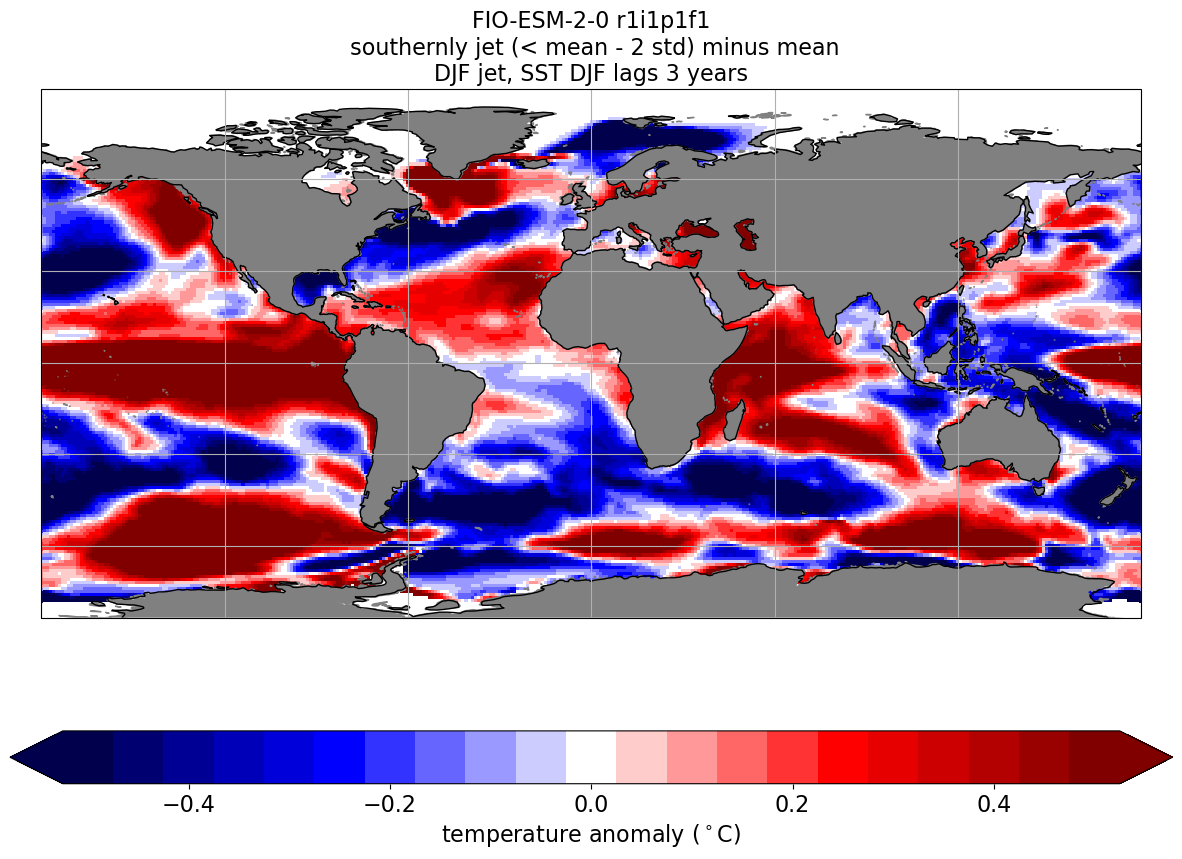 FIO-ESM-2-0 r1i1p1f1
southernly jet (< mean - 2 std) minus mean
DJF jet, SST DJF lags 3 years
−0.4 −0.2 0.0 0.2 0.4
temperature anomaly (°C)